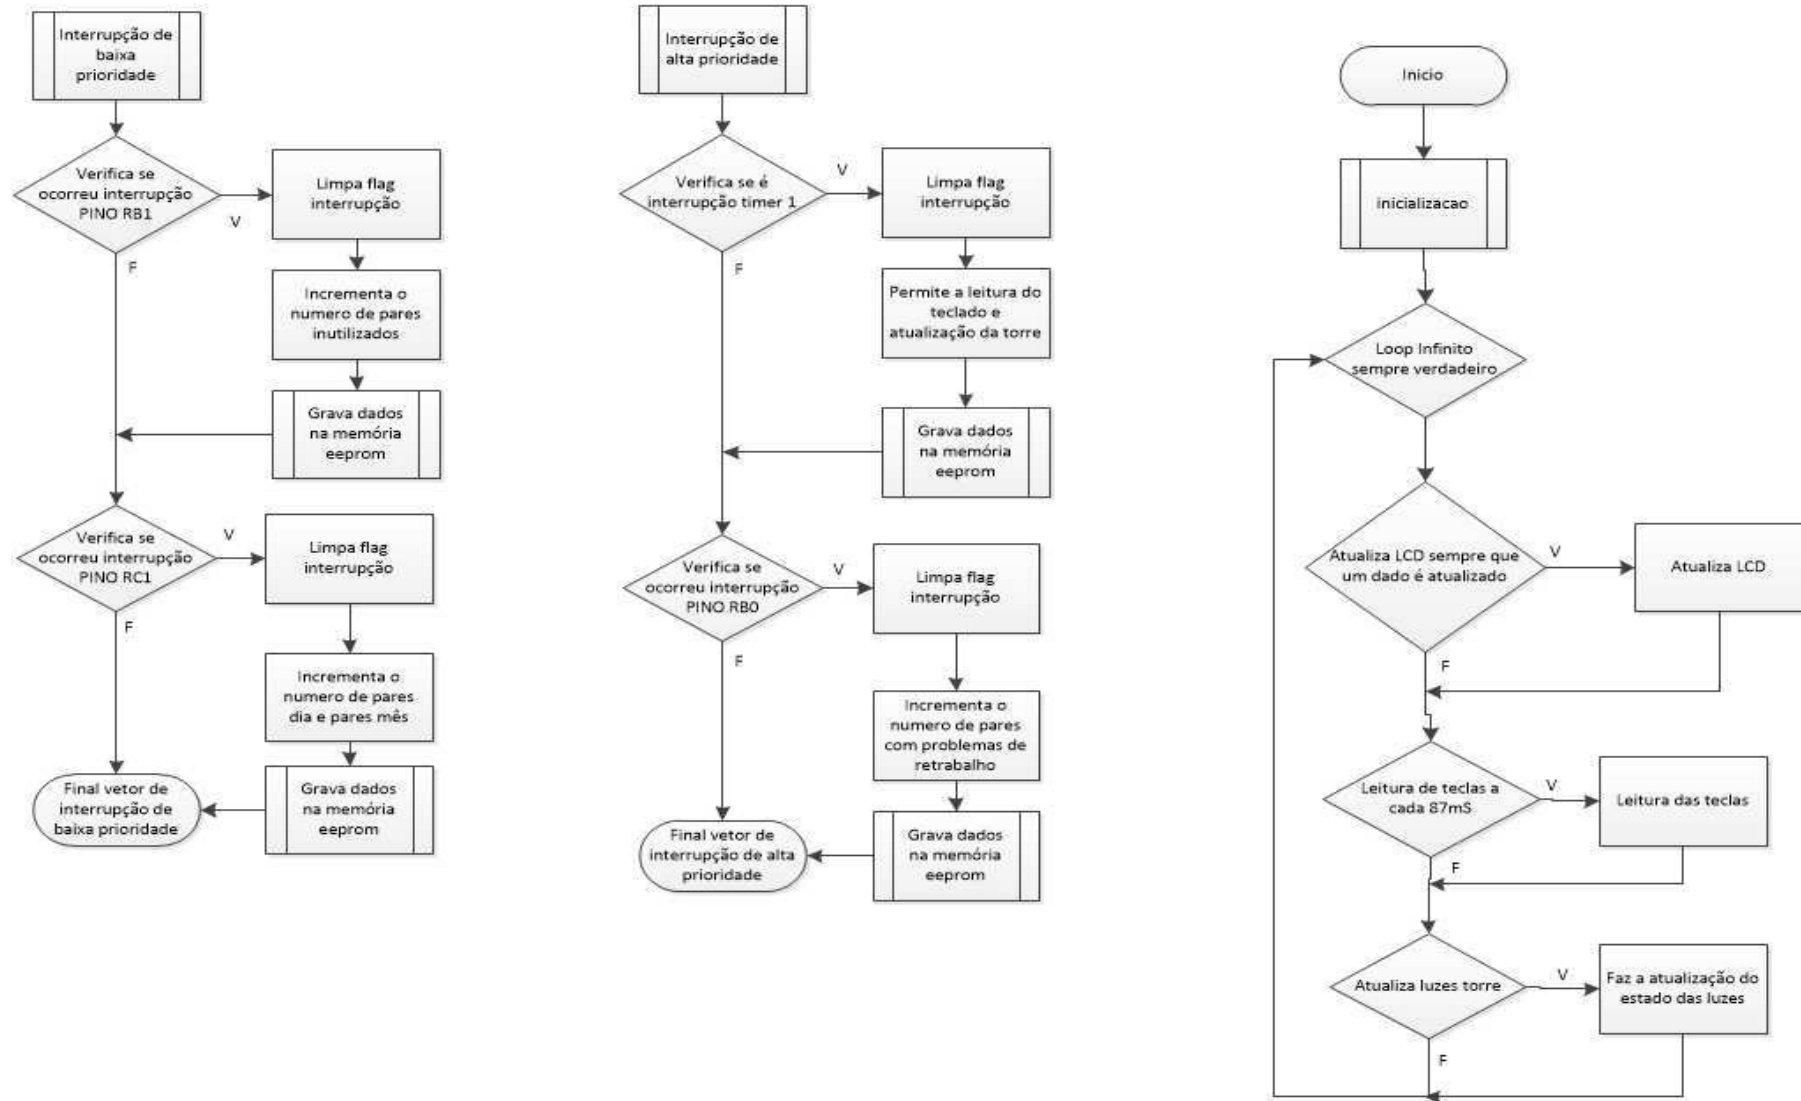 Interrupção de
baixa
prioridade
Verifica se
ocorreu interrupção
PINO RB1
V
F
Limpa flag
interrupção
Incrementa o
numero de pares
inutilizados
Grava dados
na memória
eeprom
Verifica se
ocorreu interrupção
PINO RC1
V
F
Limpa flag
interrupção
Incrementa o
numero de pares
dia e pares mês
Grava dados
na memória
eeprom
Final vetor de
interrupção de
baixa prioridade
Interrupção de
alta prioridade
Verifica se é
interrupção timer 1
V
F
Limpa flag
interrupção
Permite a leitura do
teclado e
atualização da torre
Grava dados
na memória
eeprom
Verifica se
ocorreu interrupção
PINO RB0
V
F
Limpa flag
interrupção
Incrementa o
numero de pares
com problemas de
retrabalho
Grava dados
na memória
eeprom
Final vetor de
interrupção de alta
prioridade
Inicio
inicializacao
Loop Infinito
sempre verdadeiro
Atualiza LCD sempre que
um dado é atualizado
V
F
Atualiza LCD
Leitura de teclas a
cada 87mS
V
F
Leitura das teclas
Atualiza luzes torre
V
F
Faz a atualização do
estado das luzes